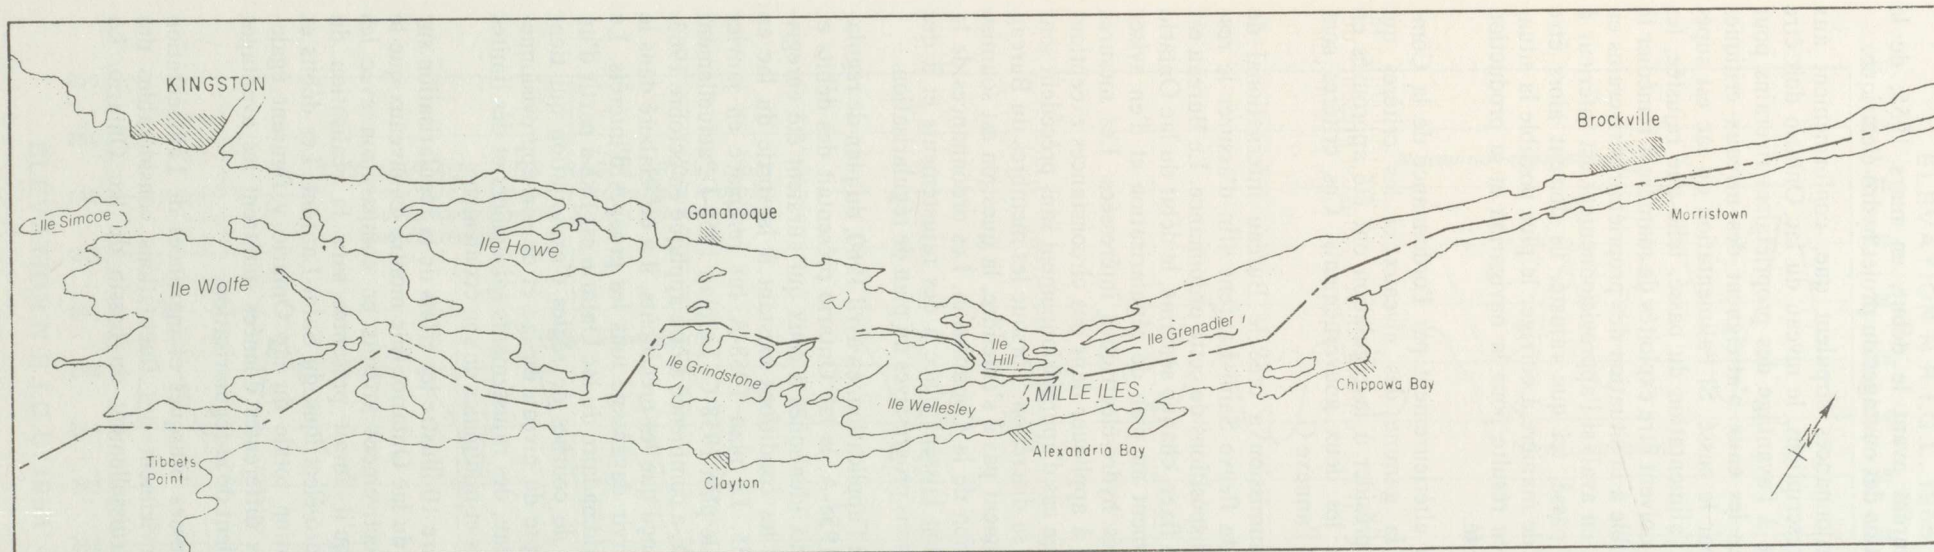 KINGSTON
Brockville
Ile Simcoe
Gananoque
Morristown
Ile Howe
Ile Wolfe
Ile Grenadier
Ile
Hill
Ile Grindstone
Chippawa Bay
MILLE ILES
Ile Wellesley
N
Alexandria Bay
Tibbets
Point
Clayton